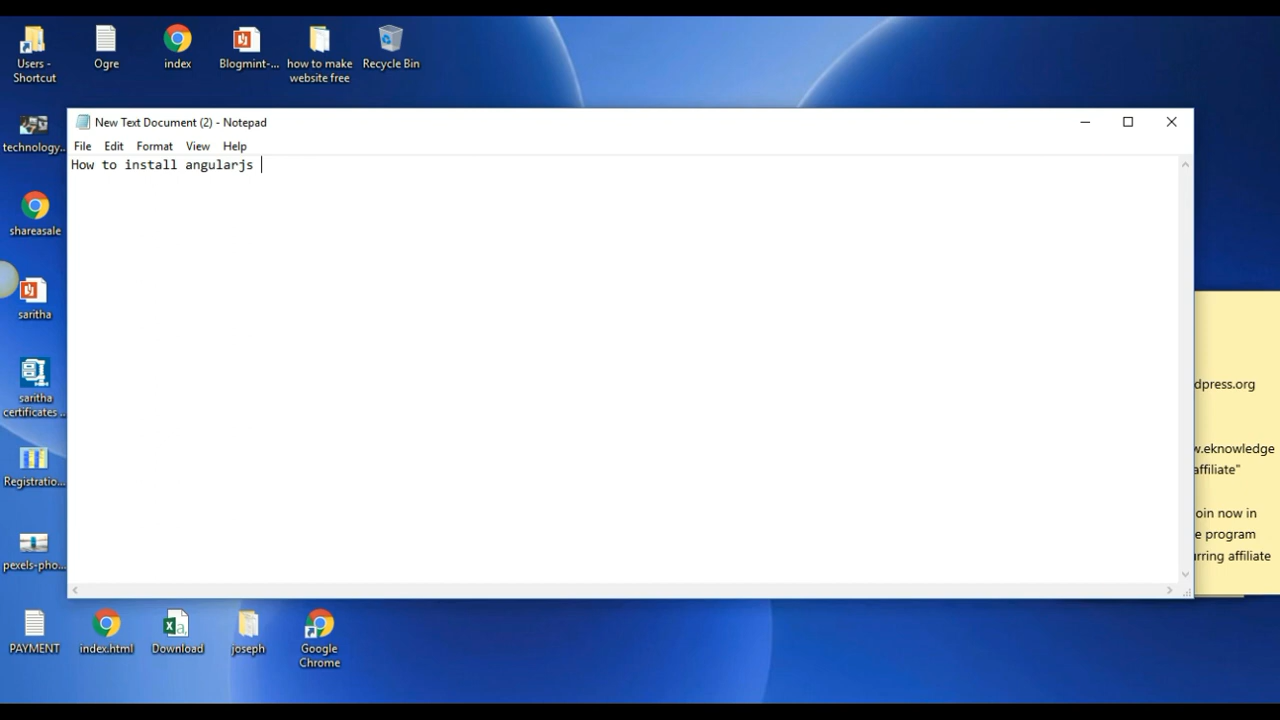 Users -
Shortcut
Ogre
index
Blogmint-...
how to make
website free
Recycle Bin
technology...
shareasale
saritha
saritha
certificates ...
Registratio...
pexels-pho...
New Text Document (2) - Notepad
File Edit Format View Help
How to install angularjs
dpress.org
w.eknowledge
affiliate"
oin now in
e program
rring affiliate
PAYMENT
index.html
Download
joseph
Google
Chrome